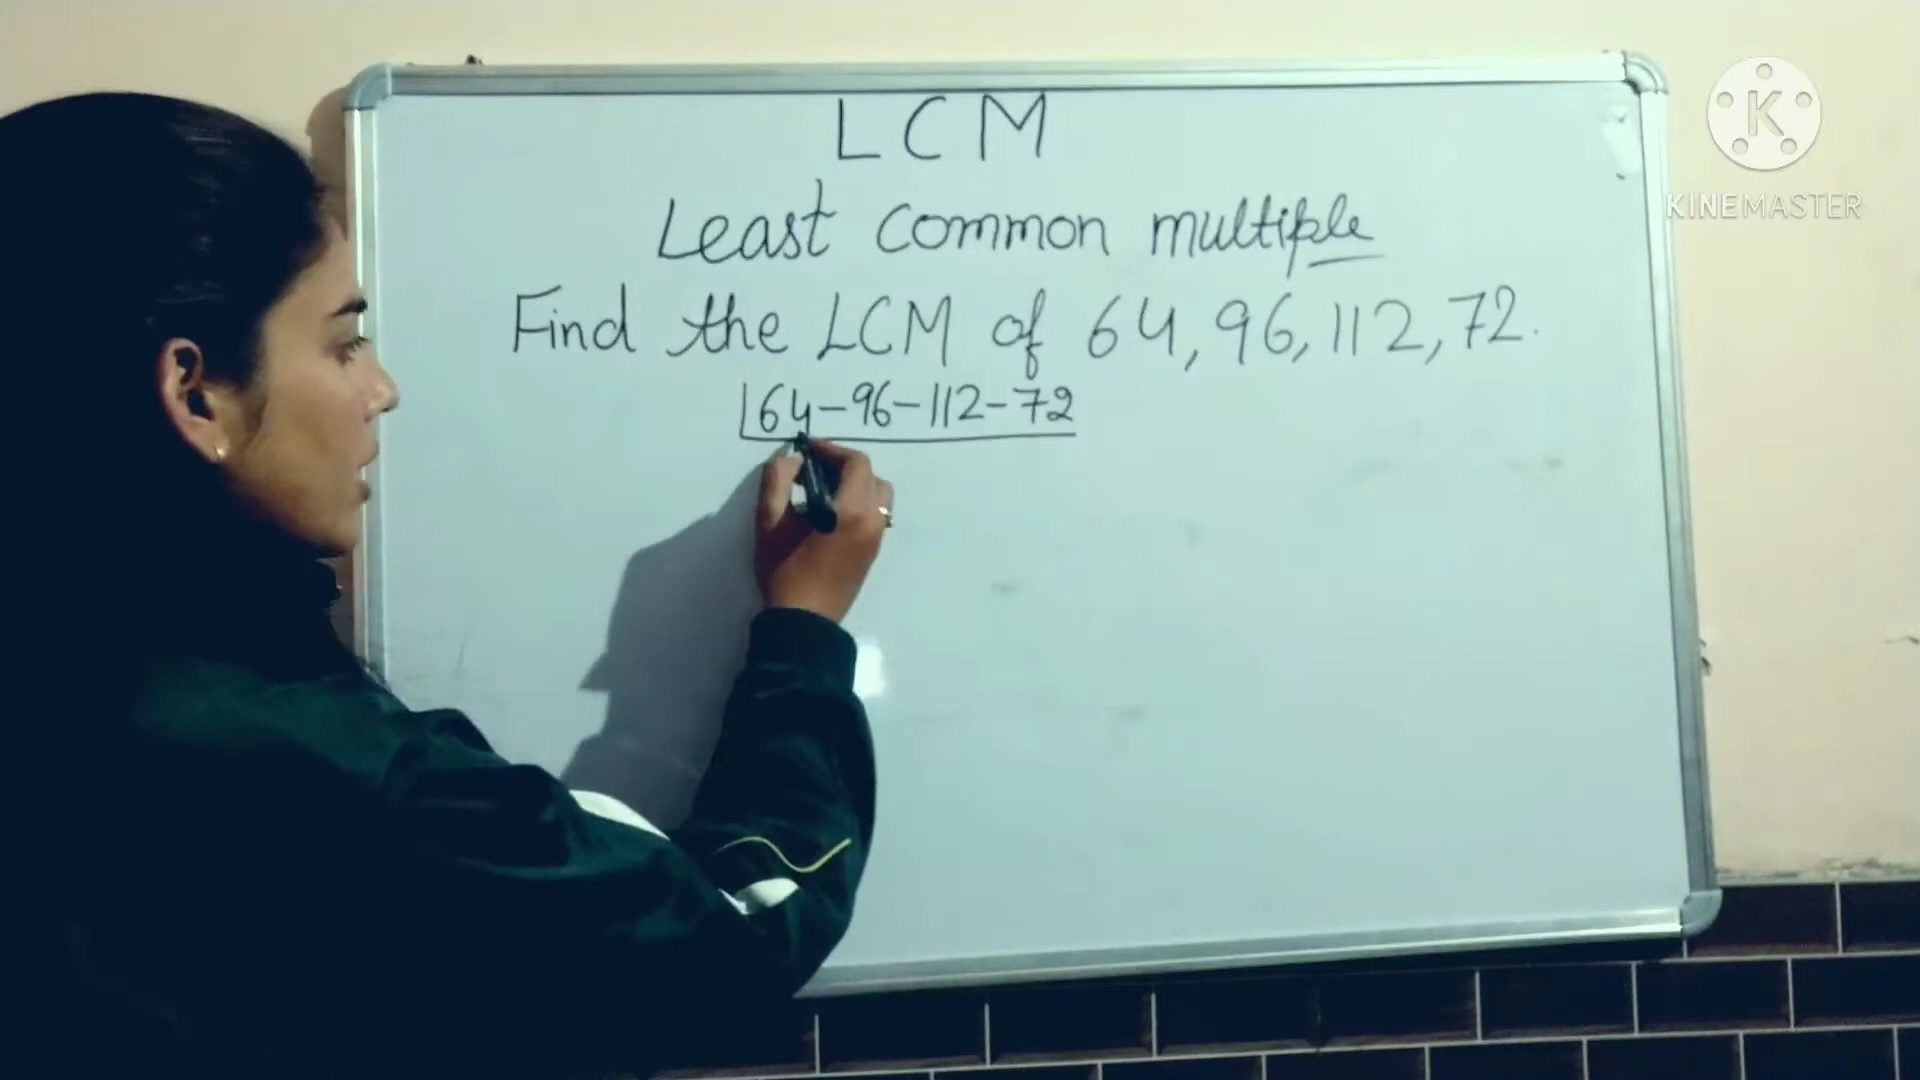 LCM
Least common multiple
Find the LCM of 64, 96, 112, 72.
64-96-112-72
K
KINEMASTER